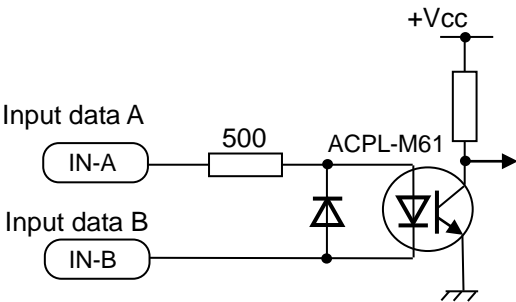 +Vcc
Input data A
500
ACPL-M61
IN-A
Input data B
IN-B